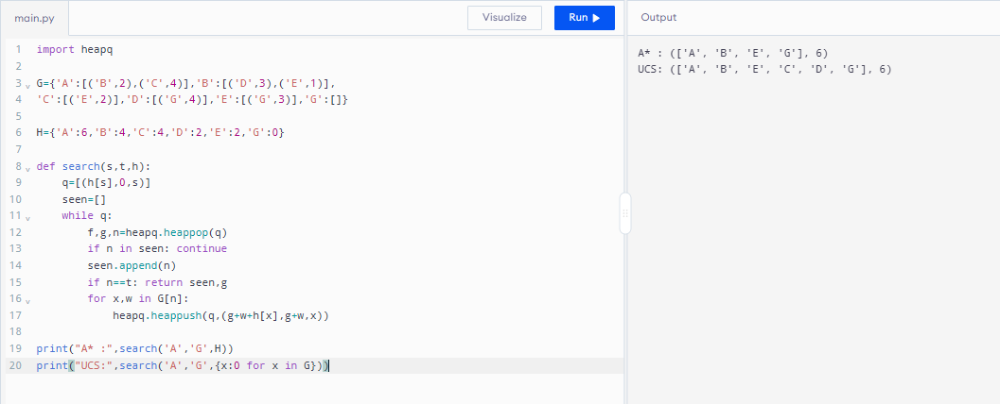 main.py
Visualize
Run
Output
1 import heapq
2
3 G={'A':[('B',2),('C',4)],'B':[('D',3),('E',1)],
4 'C':[('E',2)],'D':[('G',4)],'E':[('G',3)],'G':[]}
5
6 H={'A':6,'B':4,'C':4,'D':2,'E':2,'G':0}
7
8 def search(s,t,h):
9     q=[(h[s],0,s)]
10     seen=[]
11     while q:
12         f,g,n=heapq.heappop(q)
13         if n in seen: continue
14         seen.append(n)
15         if n==t: return seen,g
16         for x,w in G[n]:
17             heapq.heappush(q,(g+w+h[x],g+w,x))
18
19 print("A* :",search('A','G',H))
20 print("UCS:",search('A','G',{x:0 for x in G}))
A* : (['A', 'B', 'E', 'G'], 6)
UCS: (['A', 'B', 'E', 'C', 'D', 'G'], 6)